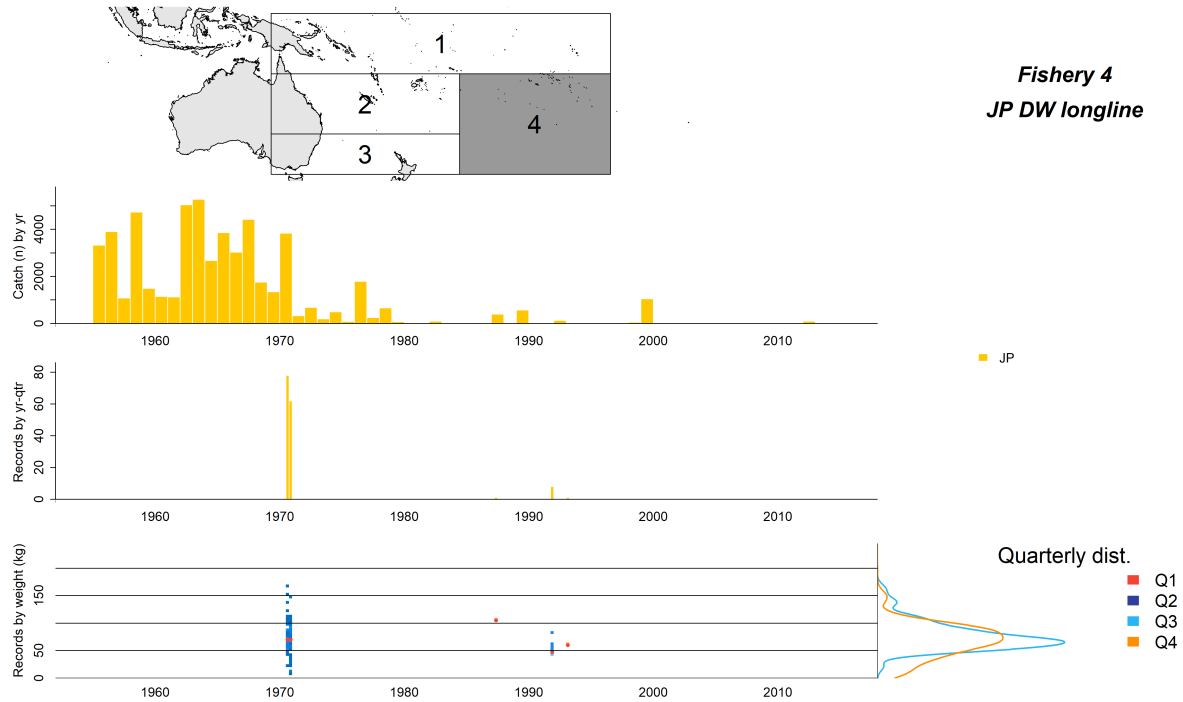 1
2
3
4
Fishery 4
JP DW longline
Catch (n) by yr
0 2000 4000
1960 1970 1980 1990 2000 2010
JP
Records by yr-qtr
0 20 40 60 80
1960 1970 1980 1990 2000 2010
Records by weight (kg)
0 50 150
1960 1970 1980 1990 2000 2010
Quarterly dist.
Q1
Q2
Q3
Q4